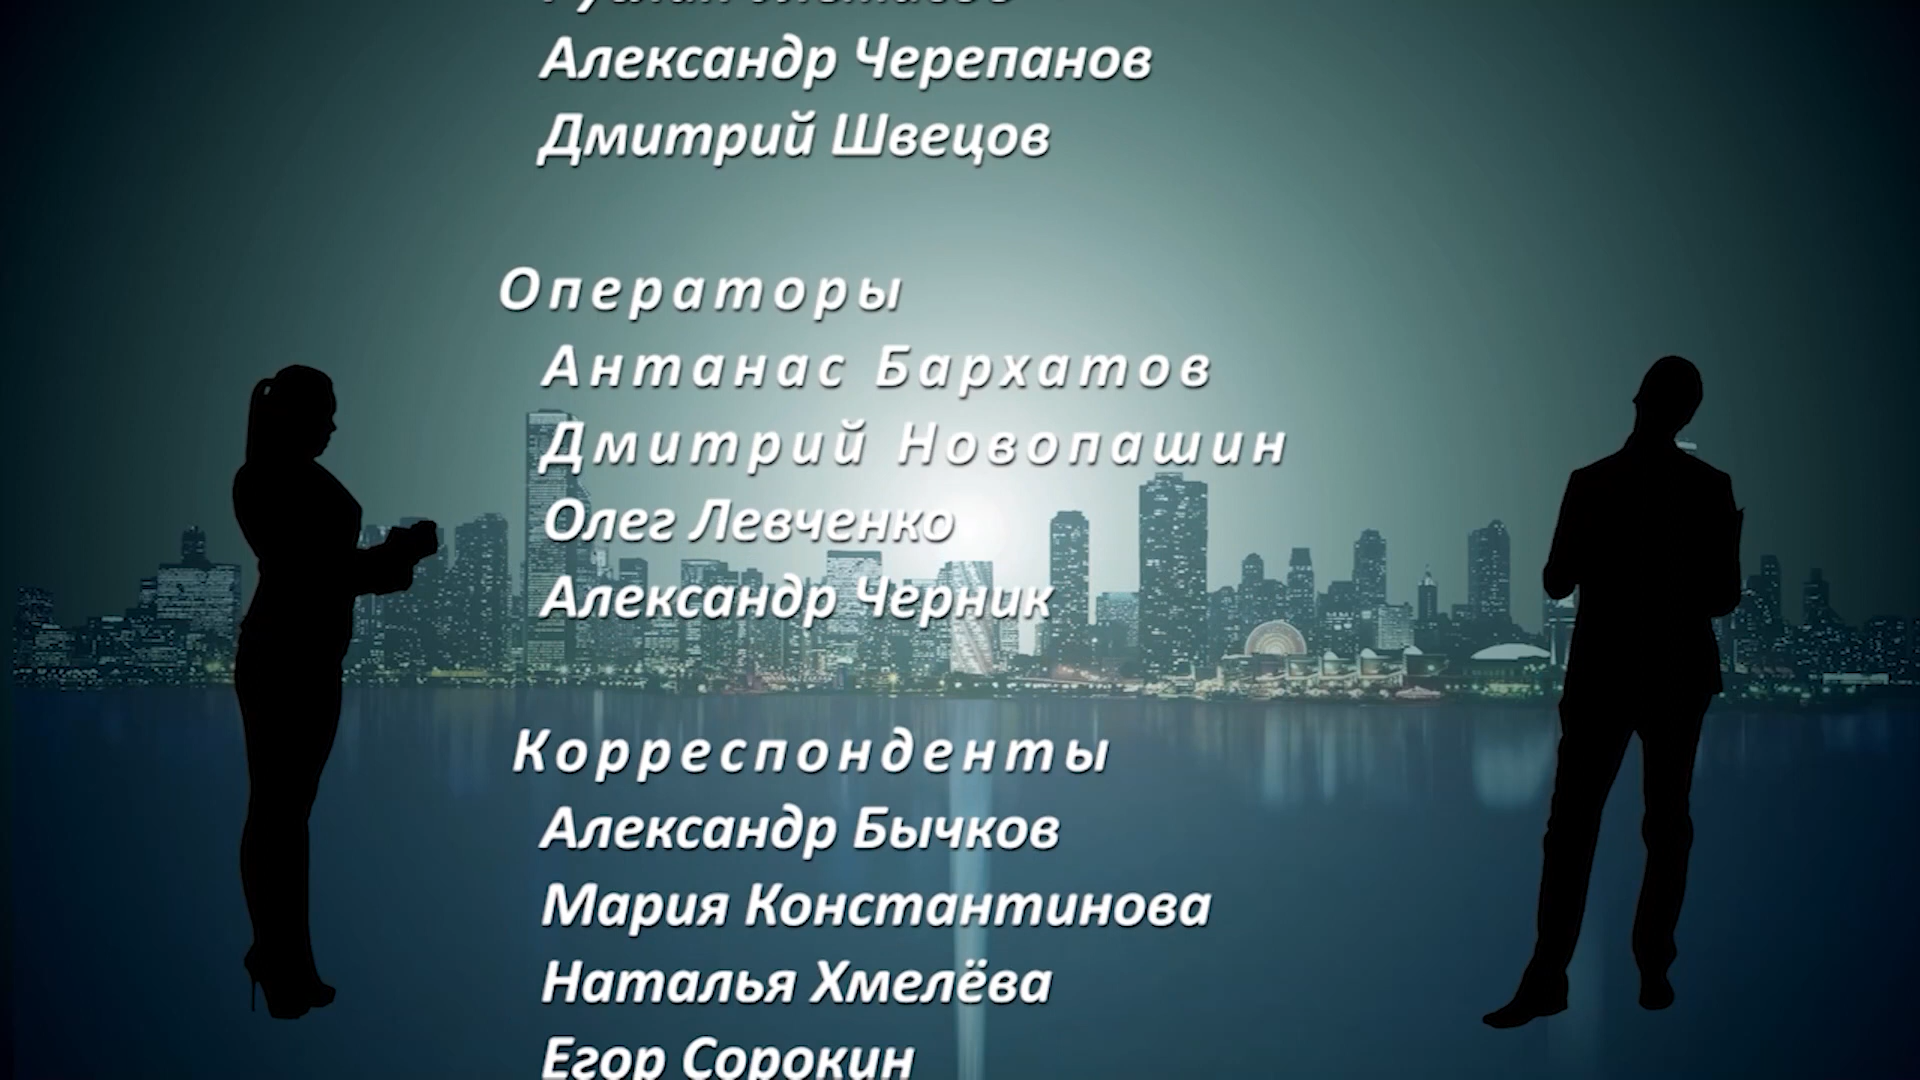 Александр Черепанов
Дмитрий Швецов
Операторы
Антанас Бархатов
Дмитрий Новопашин
Олег Левченко
Александр Черник
Корреспонденты
Александр Бычков
Мария Константинова
Наталья Хмелёва
Егор Сорокин